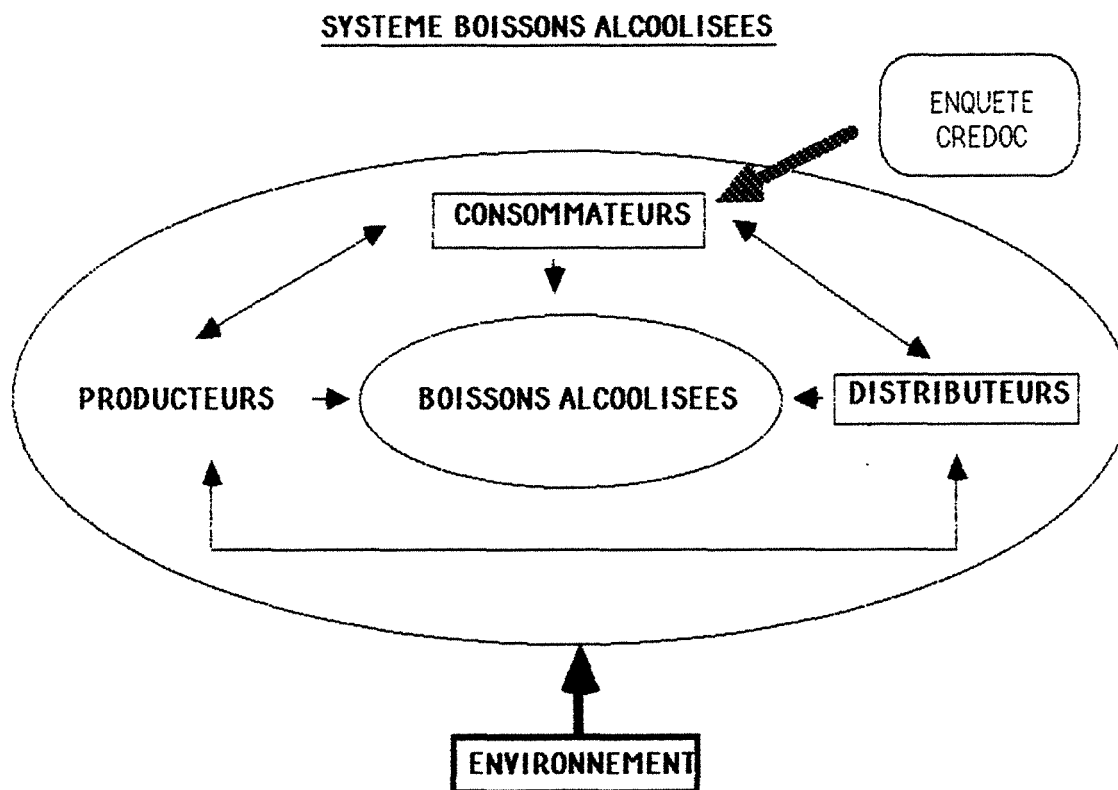 SYSTEME BOISSONS ALCOOLISEES
ENQUETE
CREDOC
CONSOMMATEURS
PRODUCTEURS
BOISSONS ALCOOLISEES
DISTRIBUTEURS
ENVIRONNEMENT